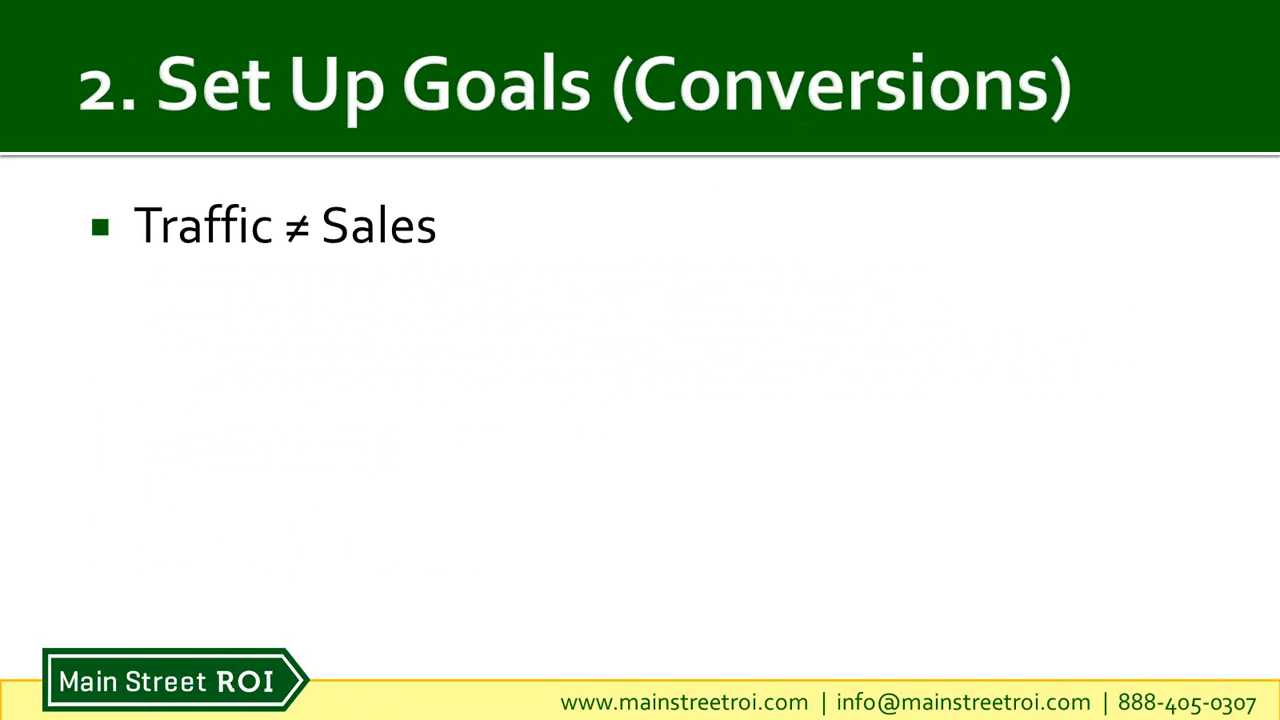 2. Set Up Goals (Conversions)
Traffic ≠ Sales
Main Street ROI
www.mainstreetroi.com | info@mainstreetroi.com | 888-405-0307